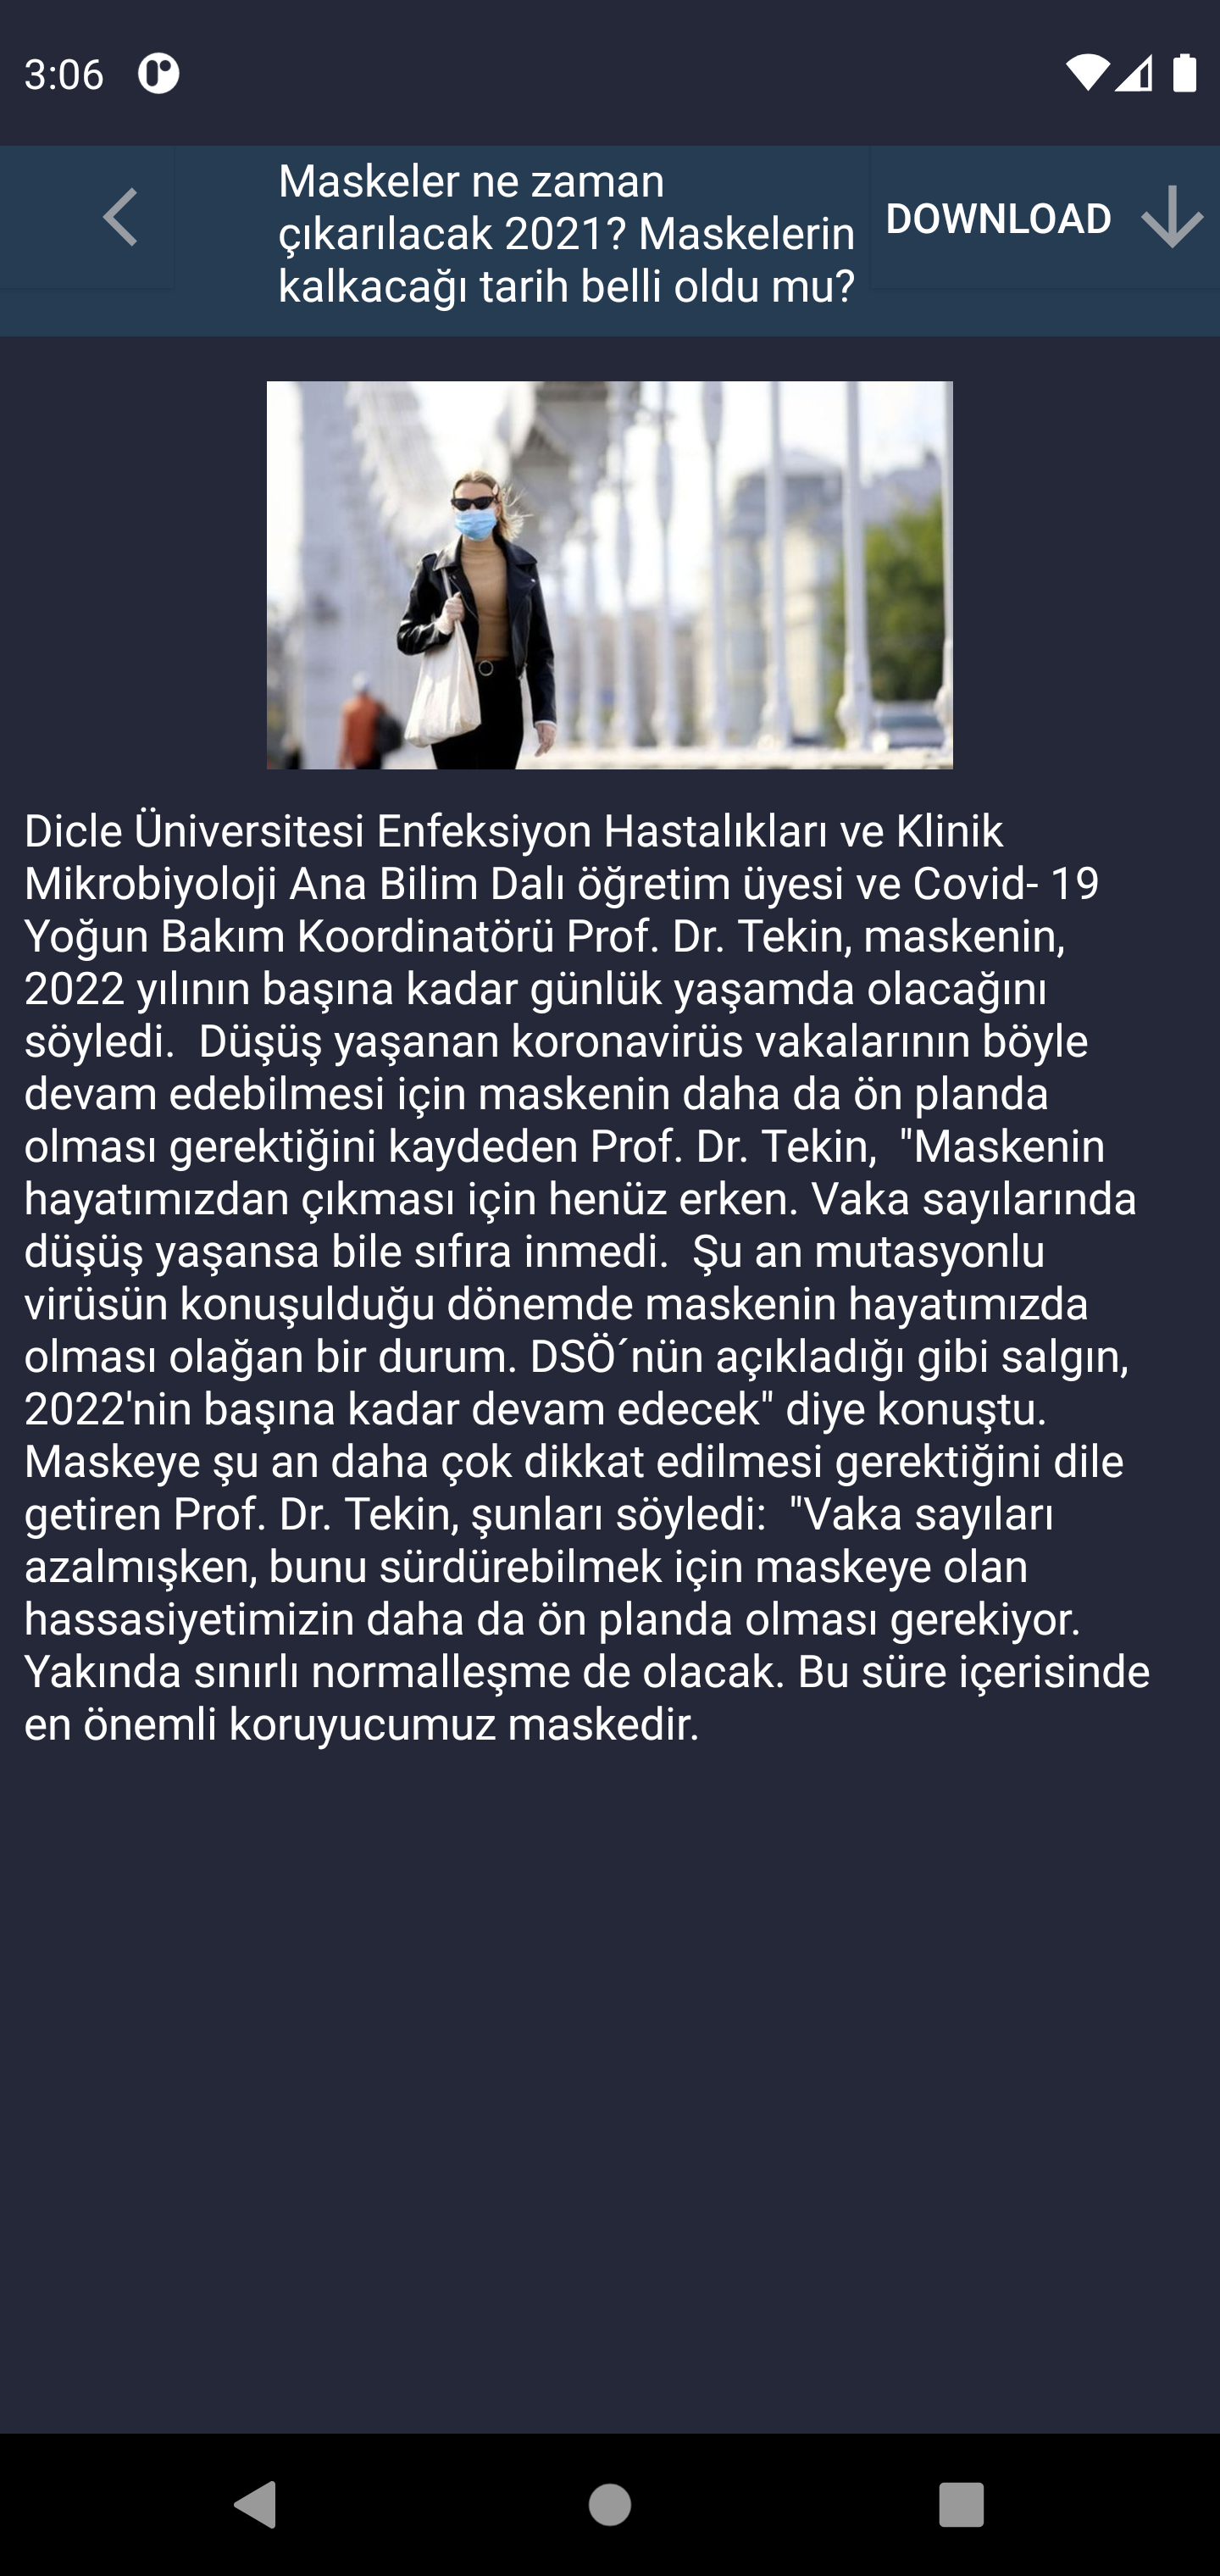 3:06
Maskeler ne zaman
çıkarılacak 2021? Maskelerin
kalkacağı tarih belli oldu mu?
DOWNLOAD
Dicle Üniversitesi Enfeksiyon Hastalıkları ve Klinik
Mikrobiyoloji Ana Bilim Dalı öğretim üyesi ve Covid- 19
Yoğun Bakım Koordinatörü Prof. Dr. Tekin, maskenin,
2022 yılının başına kadar günlük yaşamda olacağını
söyledi.  Düşüş yaşanan koronavirüs vakalarının böyle
devam edebilmesi için maskenin daha da ön planda
olması gerektiğini kaydeden Prof. Dr. Tekin,  "Maskenin
hayatımızdan çıkması için henüz erken. Vaka sayılarında
düşüş yaşansa bile sıfıra inmedi.  Şu an mutasyonlu
virüsün konuşulduğu dönemde maskenin hayatımızda
olması olağan bir durum. DSÖ´nün açıkladığı gibi salgın,
2022'nin başına kadar devam edecek" diye konuştu.
Maskeye şu an daha çok dikkat edilmesi gerektiğini dile
getiren Prof. Dr. Tekin, şunları söyledi:  "Vaka sayıları
azalmışken, bunu sürdürebilmek için maskeye olan
hassasiyetimizin daha da ön planda olması gerekiyor.
Yakında sınırlı normalleşme de olacak. Bu süre içerisinde
en önemli koruyucumuz maskedir.